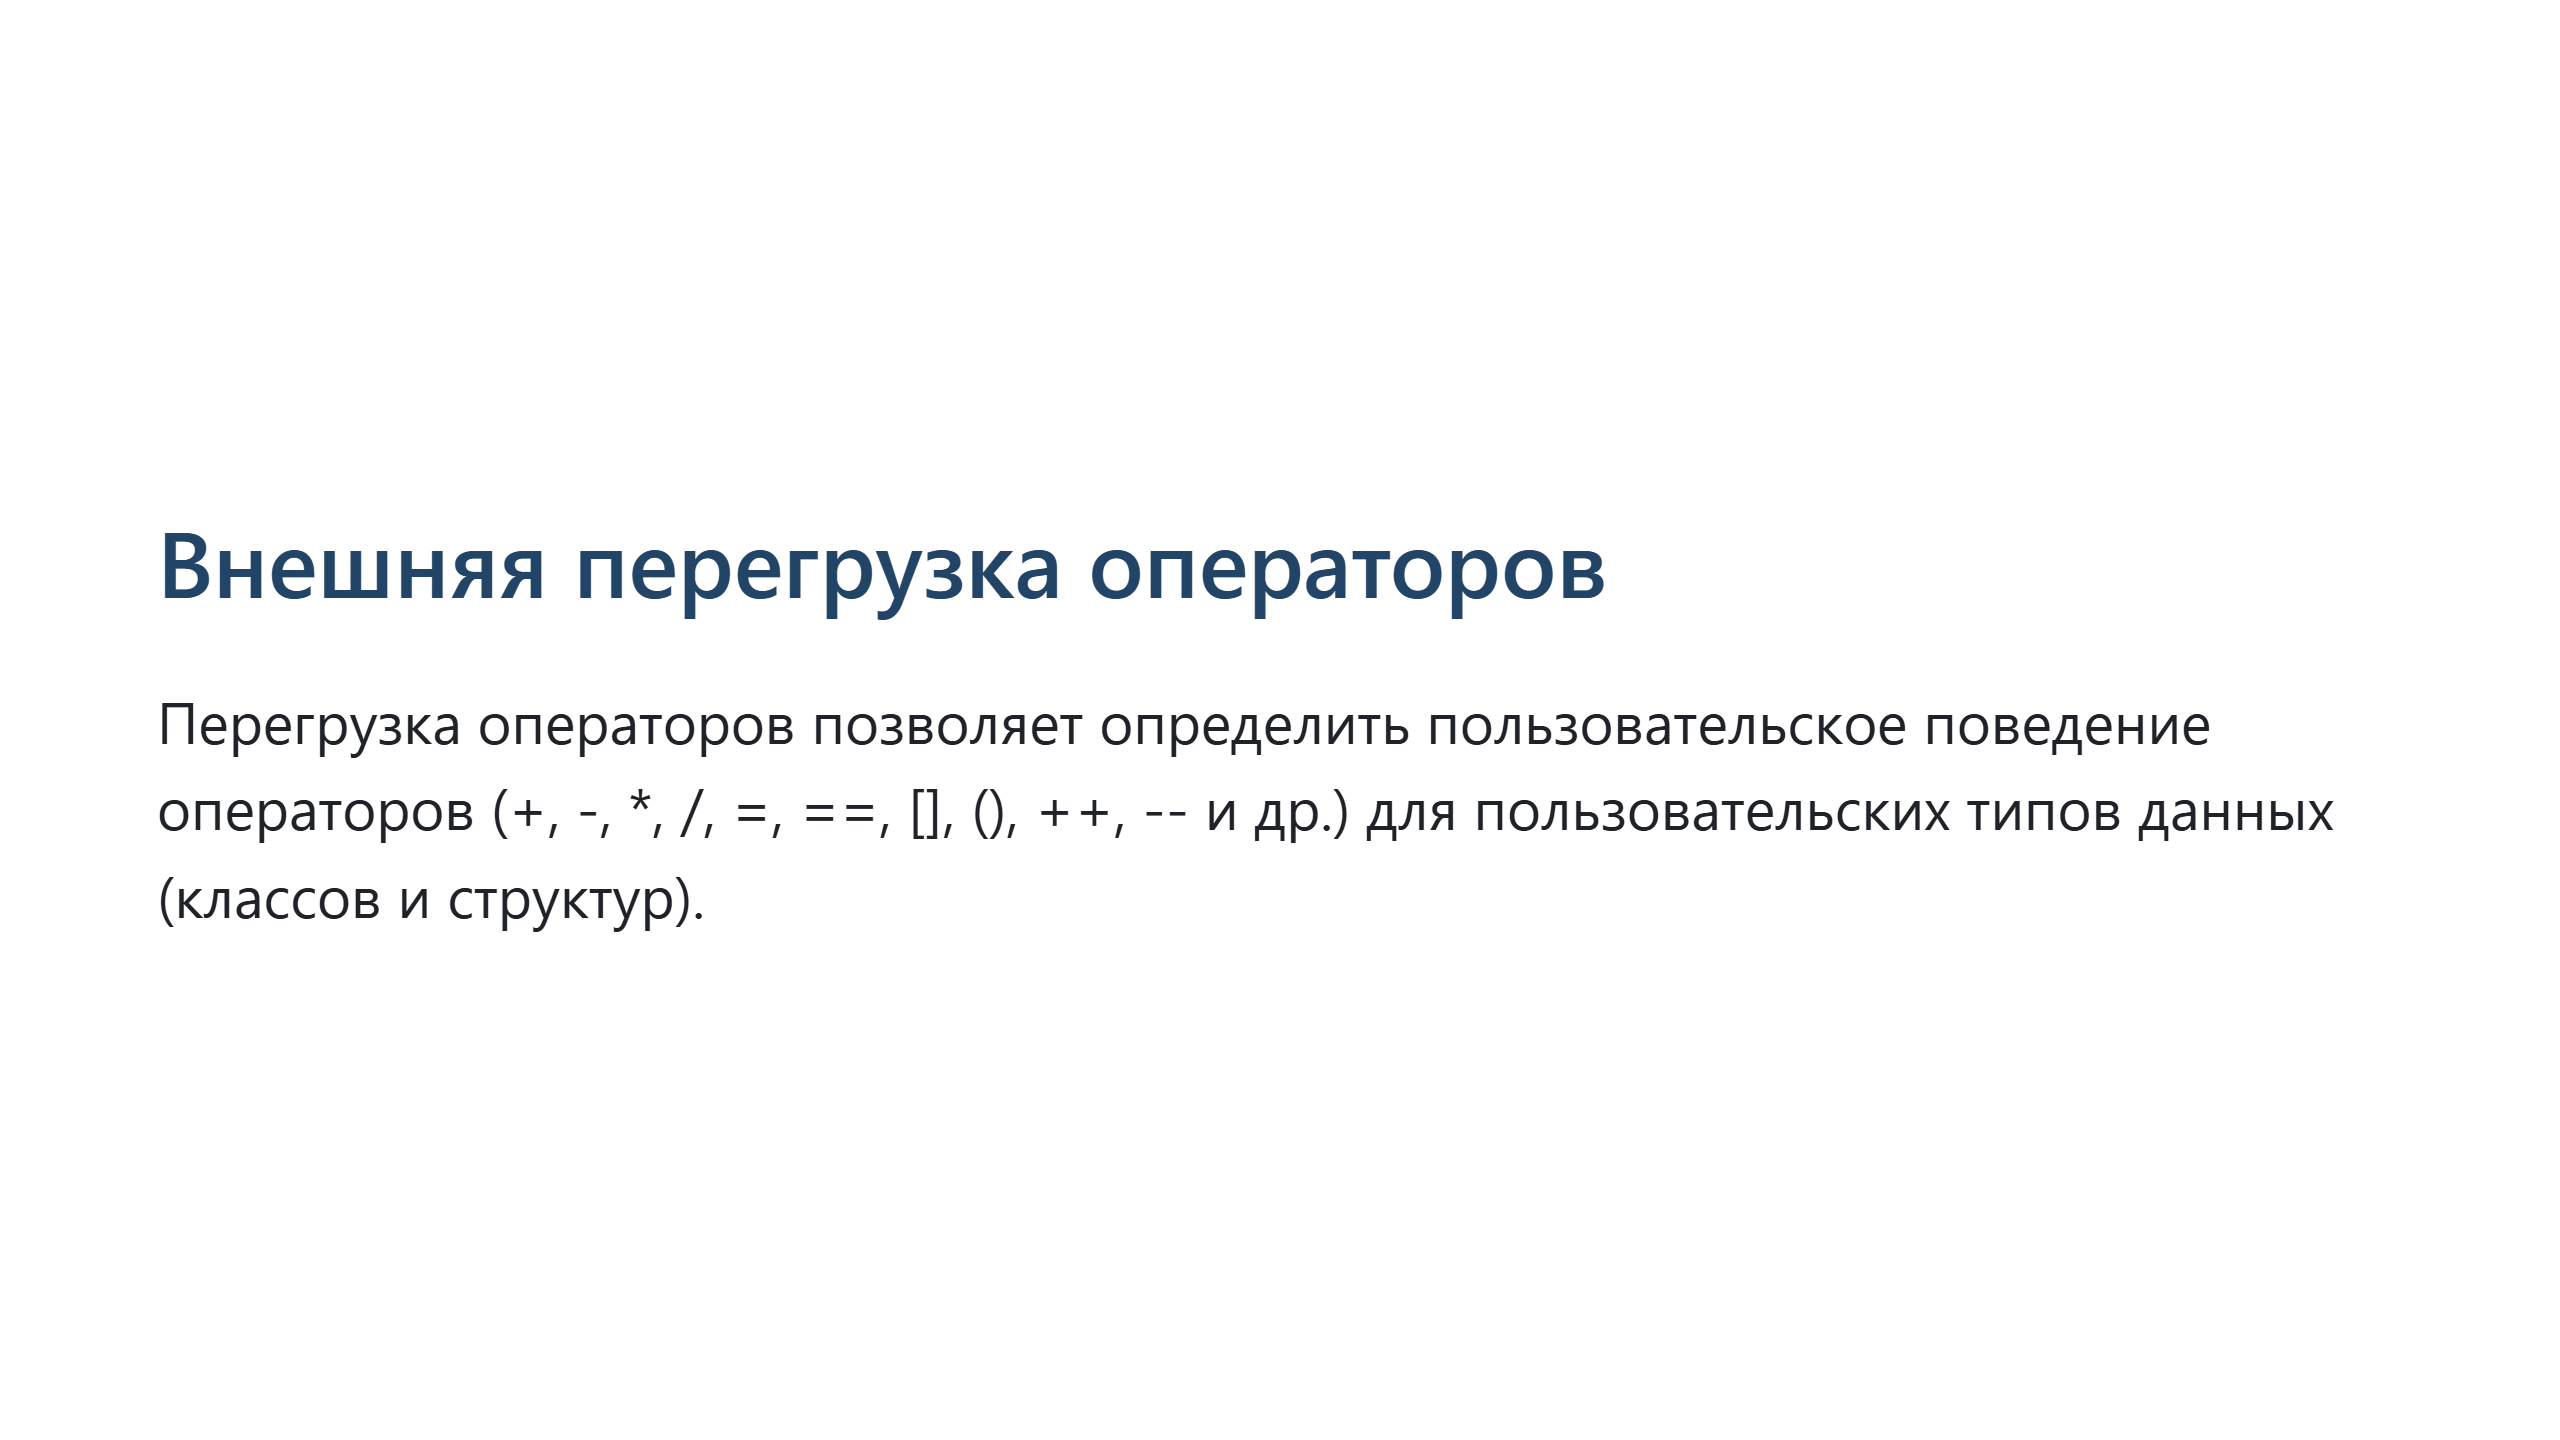 Внешняя перегрузка операторов
Перегрузка операторов позволяет определить пользовательское поведение
операторов (+, -, *, /, =, ==, [], (), ++, -- и др.) для пользовательских типов данных
(классов и структур).